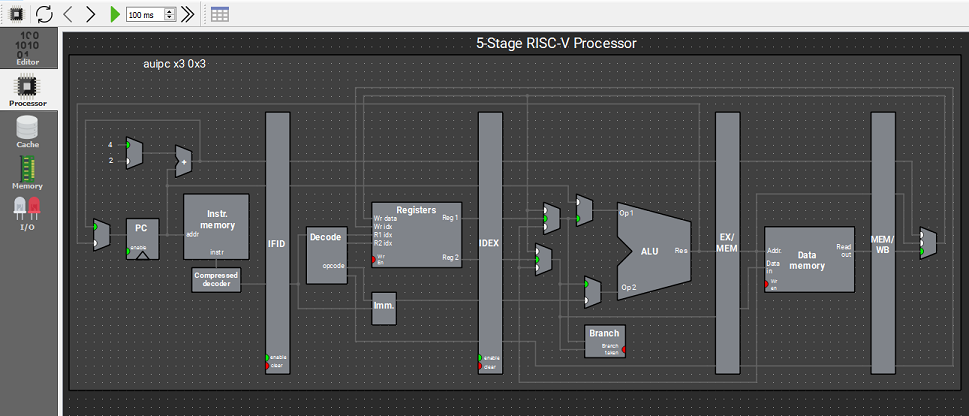 100 ms
100
1010
01
Editor
Processor
Cache
Memory
I/O
5-Stage RISC-V Processor
auipc x3 0x3
4
2
+
PC
enable
Instr.
memory
addr
instr
Compressed
decoder
IFID
enable
clear
Decode
opcode
Registers
Wr data
Wr idx
R1 idx
R2 idx
Wr
En
Reg 1
Reg 2
Imm.
IDEX
enable
clear
Op 1
ALU
Res
Op 2
Branch
Branch
taken
EX/
MEM
Addr.
Data
in
Wr
en
Data
memory
Read
out
MEM/
WB